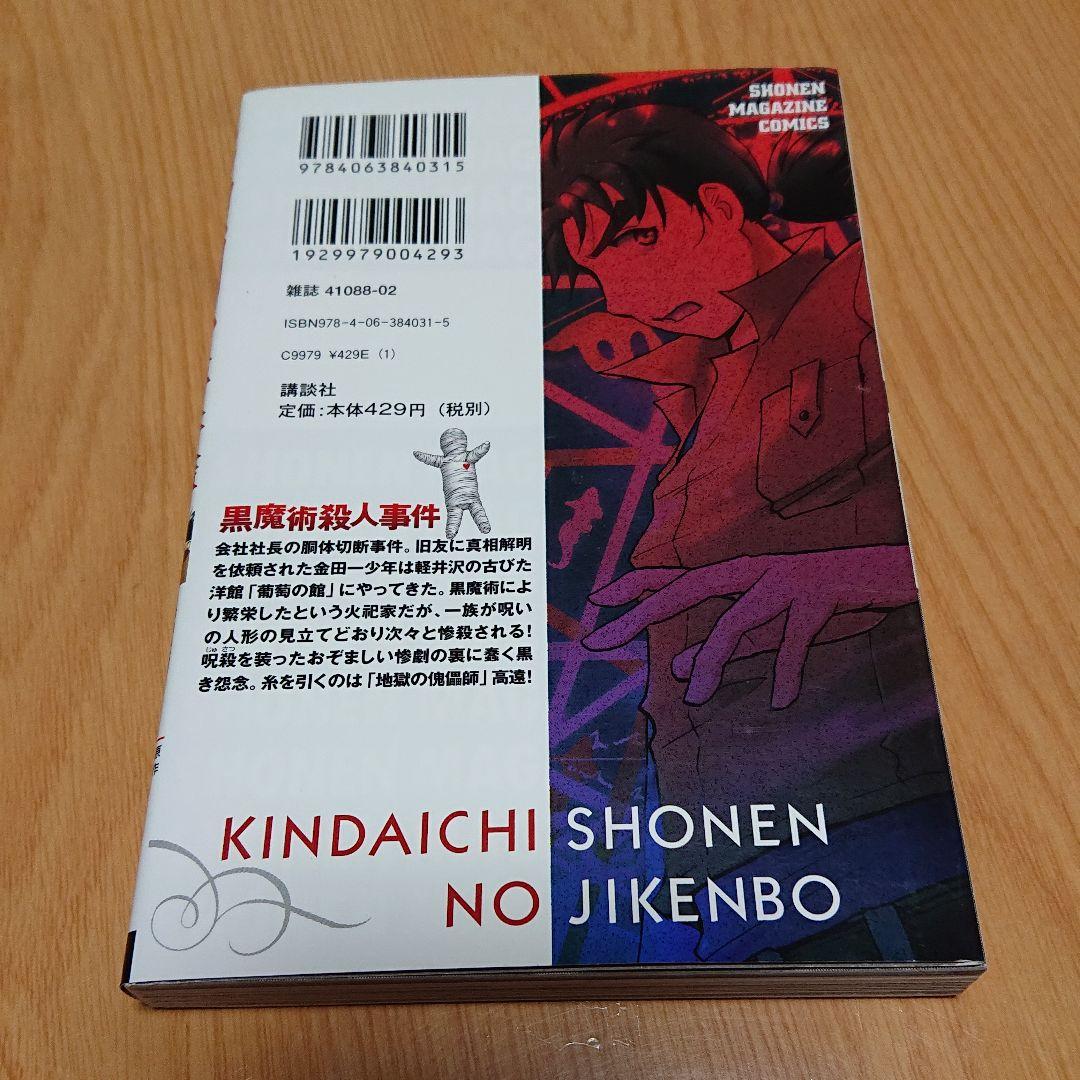 9784063840315
1929979004293
雑誌 41088-02
ISBN978-4-06-384031-5
C9979 ¥429E (1)
講談社
定価:本体429円（税別）
黒魔術殺人事件
会社社長の胴体切断事件。旧友に真相解明
を依頼された金田一少年は軽井沢の古びた
洋館「葡萄の館」にやってきた。黒魔術によ
り繁栄したという火祀家だが、一族が呪い
の人形の見立てどおり次々と惨殺される！
じゅ さつ
呪殺を装ったおぞましい惨劇の裏に蠢く黒
き怨念。糸を引くのは「地獄の傀儡師」高遠！
SHONEN
MAGAZINE
COMICS
KINDAICHI SHONEN
NO JIKENBO
原作